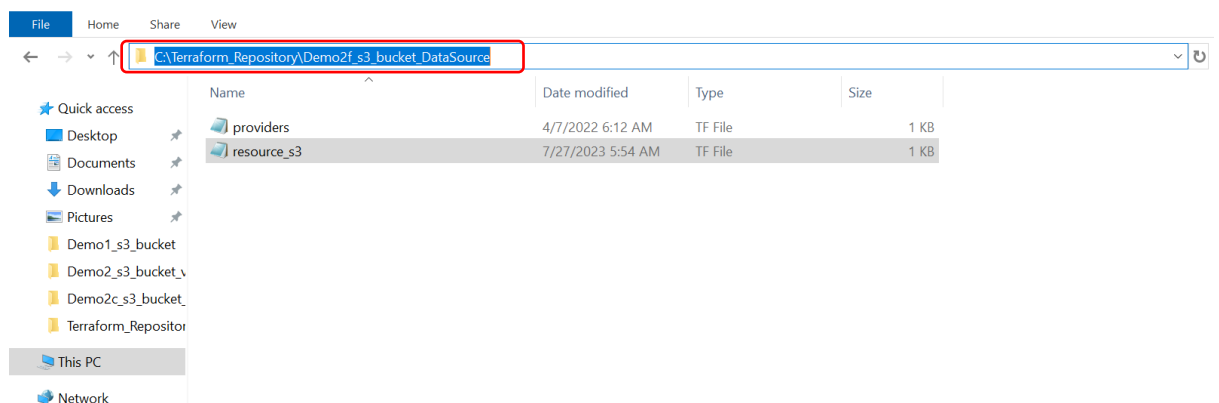 File Home Share View
C:\Terraform_Repository\Demo2f_s3_bucket_DataSource
Name Date modified Type Size
Quick access
providers 4/7/2022 6:12 AM TF File 1 KB
Desktop
resource_s3 7/27/2023 5:54 AM TF File 1 KB
Documents
Downloads
Pictures
Demo1_s3_bucket
Demo2_s3_bucket_v
Demo2c_s3_bucket_
Terraform_Repositor
This PC
Network